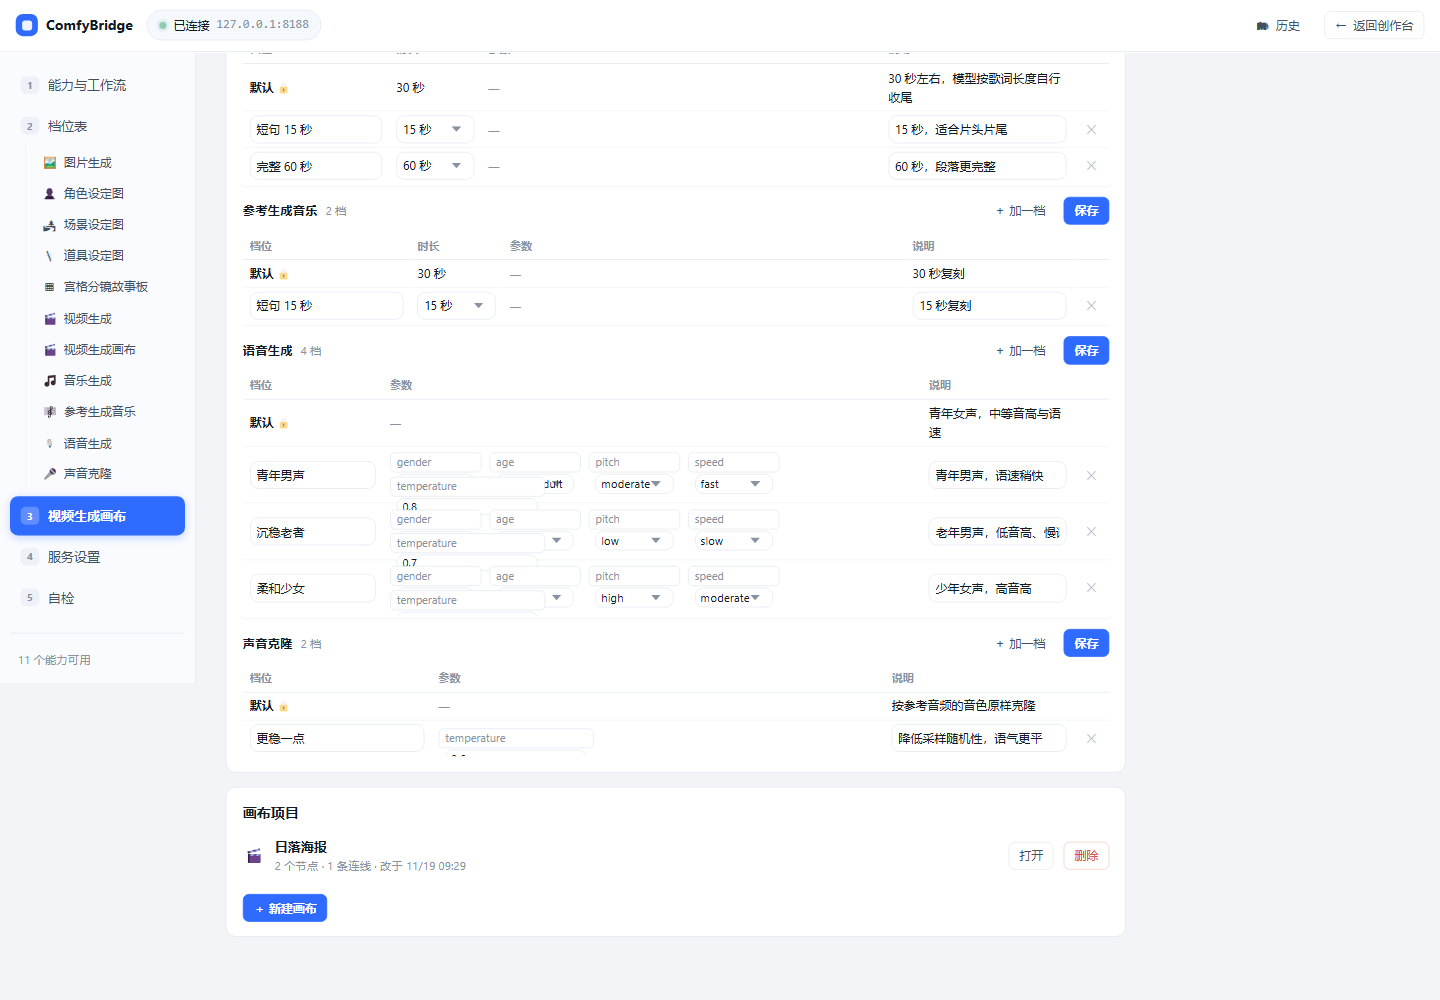 ComfyBridge
已连接 127.0.0.1:8188
历史
← 返回创作台
1 能力与工作流
2 档位表
图片生成
角色设定图
场景设定图
道具设定图
宫格分镜故事板
视频生成
视频生成画布
音乐生成
参考生成音乐
语音生成
声音克隆
3 视频生成画布
4 服务设置
5 自检
11 个能力可用
默认 30 秒 — 30 秒左右，模型按歌词长度自行
收尾
短句 15 秒 15 秒 — 15 秒，适合片头片尾
完整 60 秒 60 秒 — 60 秒，段落更完整
参考生成音乐 2 档 + 加一档 保存
档位 时长 参数 说明
默认 30 秒 — 30 秒复刻
短句 15 秒 15 秒 — 15 秒复刻
语音生成 4 档 + 加一档 保存
档位 参数 说明
默认 — 青年女声，中等音高与语
速
gender age pitch speed
青年男声 青年男声，语速稍快
temperature moderate fast
0.8
gender age pitch speed
沉稳老者 老年男声，低音高、慢
temperature low slow
0.7
gender age pitch speed
柔和少女 少年女声，高音高
temperature high moderate
声音克隆 2 档 + 加一档 保存
档位 参数 说明
默认 — 按参考音频的音色原样克隆
更稳一点 temperature 降低采样随机性，语气更平
画布项目
日落海报
2 个节点 · 1 条连线 · 改于 11/19 09:29
打开 删除
+ 新建画布